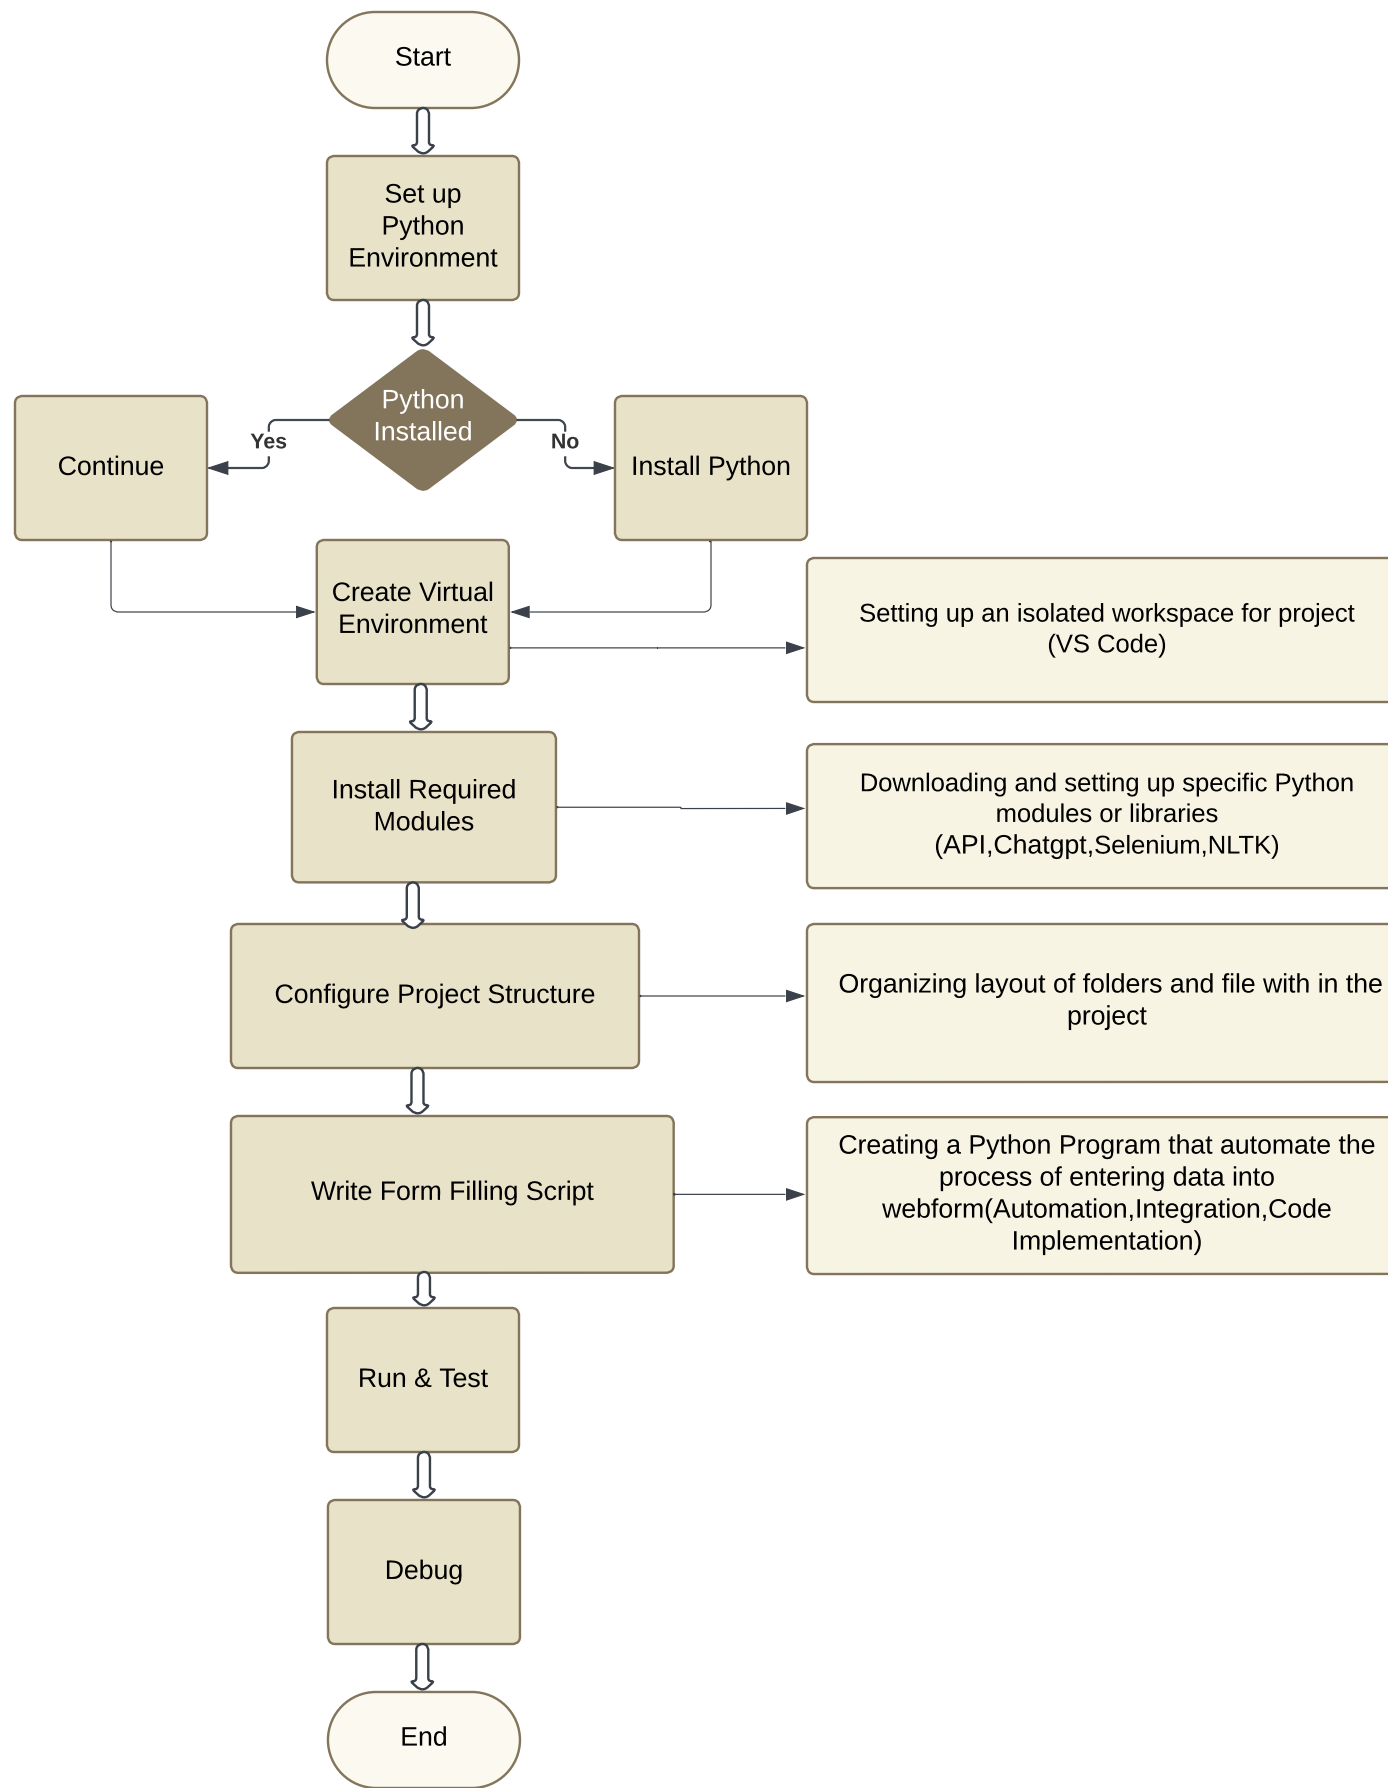 Start
Set up
Python
Environment
Python
Installed
Yes
No
Continue
Install Python
Create Virtual
Environment
Setting up an isolated workspace for project
(VS Code)
Install Required
Modules
Downloading and setting up specific Python
modules or libraries
(API,Chatgpt,Selenium,NLTK)
Configure Project Structure
Organizing layout of folders and file with in the
project
Write Form Filling Script
Creating a Python Program that automate the
process of entering data into
webform(Automation,Integration,Code
Implementation)
Run & Test
Debug
End